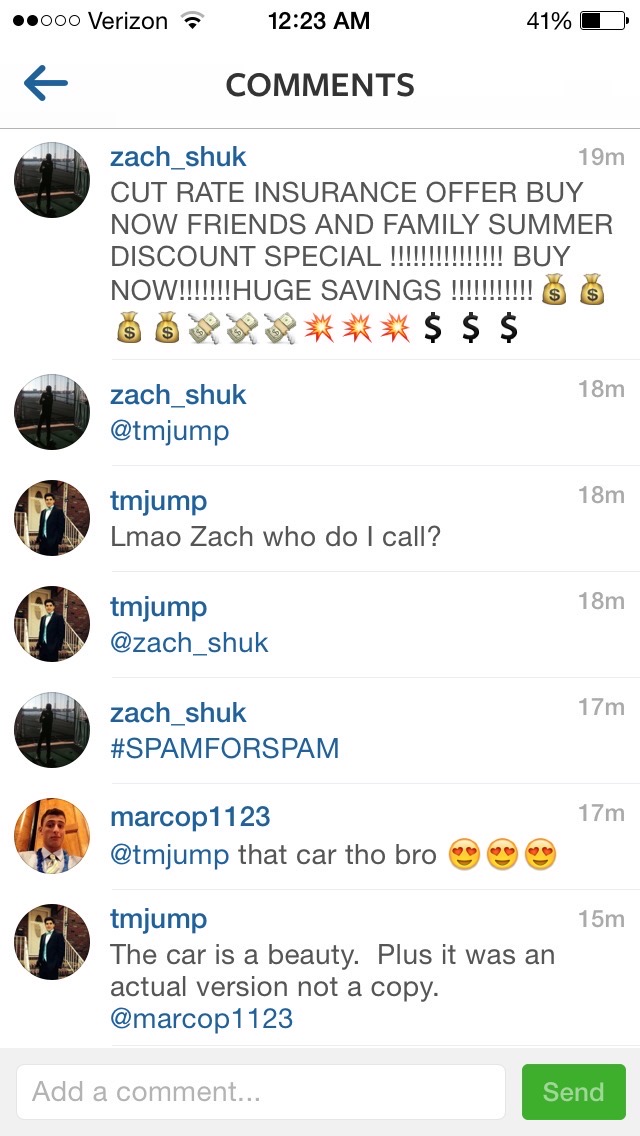 Verizon 12:23 AM 41%
COMMENTS
zach_shuk 19m
CUT RATE INSURANCE OFFER BUY
NOW FRIENDS AND FAMILY SUMMER
DISCOUNT SPECIAL !!!!!!!!!!!!!!! BUY
NOW!!!!!!!HUGE SAVINGS !!!!!!!!!!! 💰 💰
💰 💰 💸 💸 💸 💥 💥 💥 💲 💲 💲
zach_shuk 18m
@tmjump
tmjump 18m
Lmao Zach who do I call?
tmjump 18m
@zach_shuk
zach_shuk 17m
#SPAMFORSPAM
marcop1123 17m
@tmjump that car tho bro 😍 😍 😍
tmjump 15m
The car is a beauty.  Plus it was an
actual version not a copy.
@marcop1123
Add a comment... Send